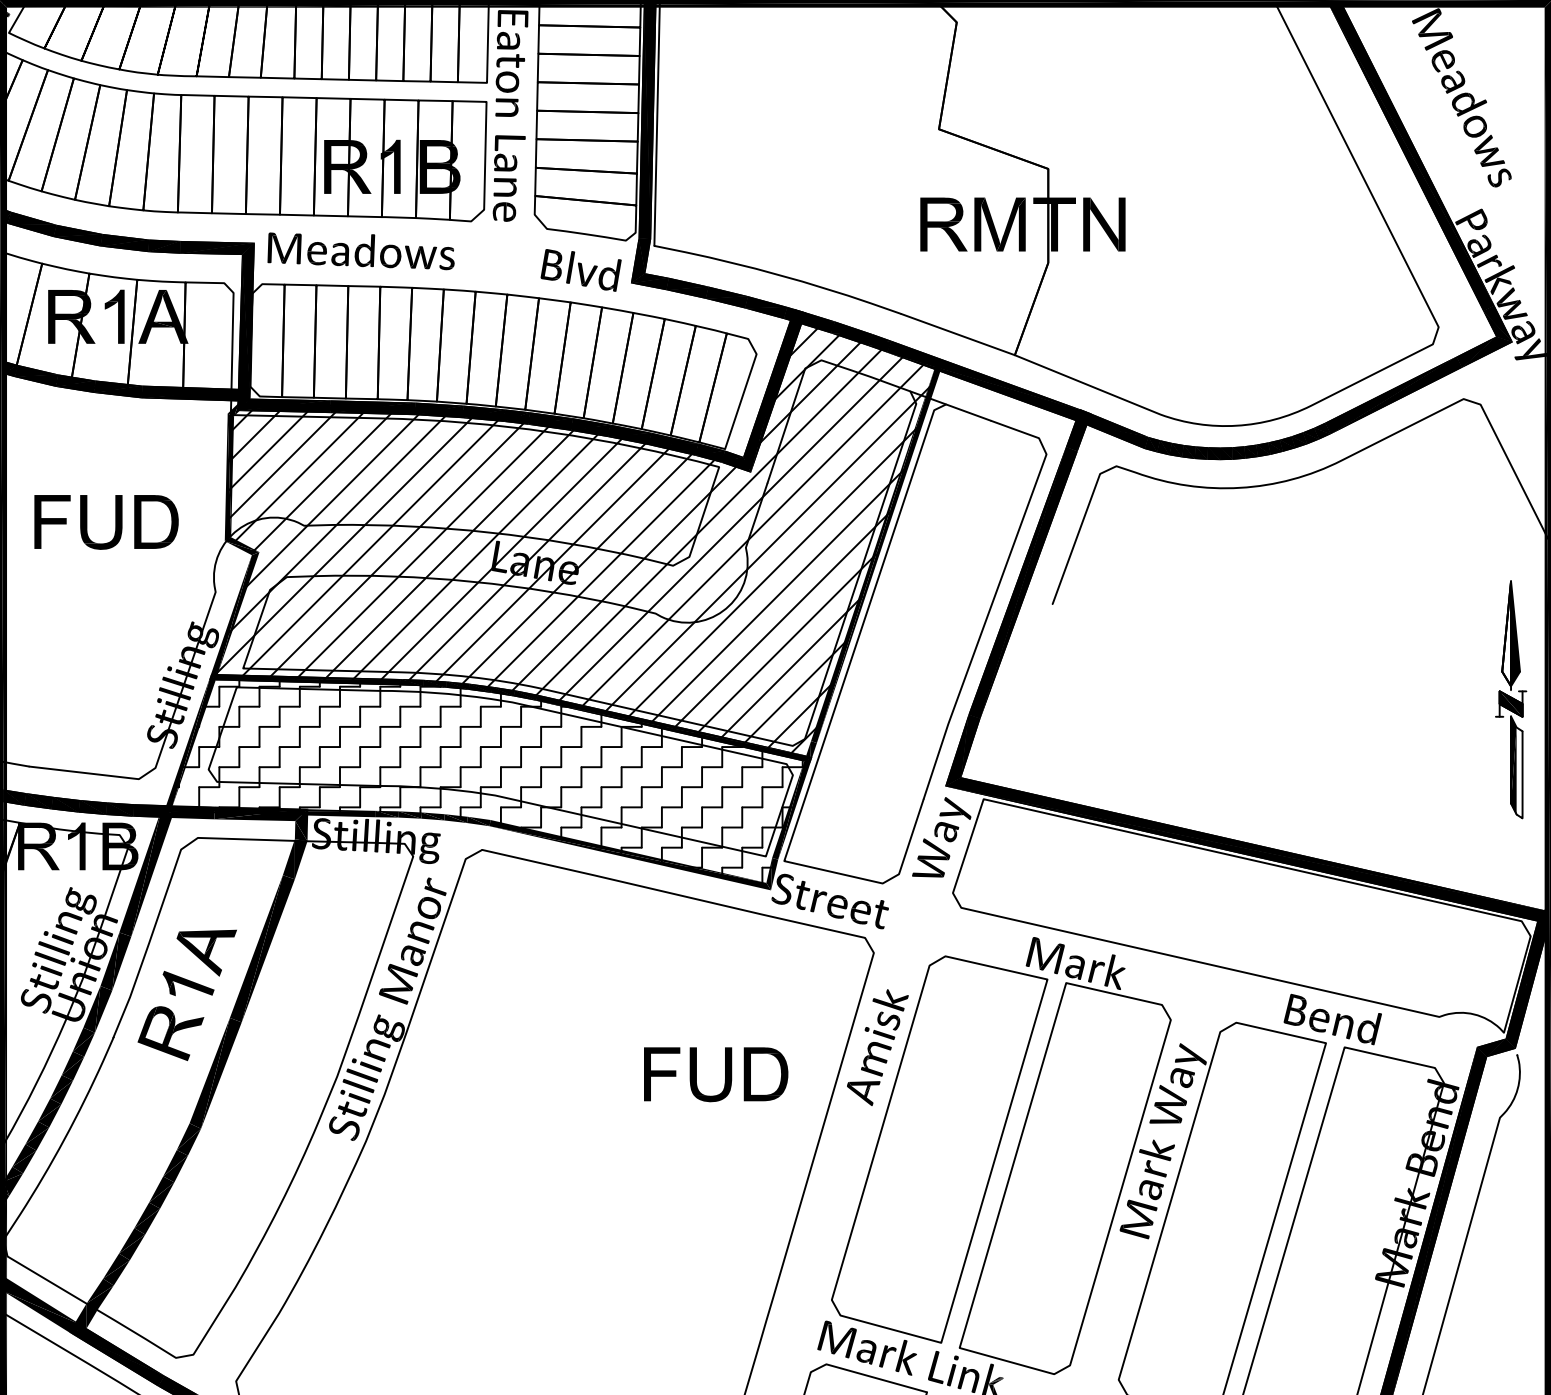 Eaton Lane
Meadows
Parkway
R1B
RMTN
Meadows Blvd
R1A
FUD
Lane
Stilling
R1B
Stilling
Street
Way
Stilling
Union
R1A
Stilling Manor
FUD
Amisk
Mark
Bend
Mark Way
Mark Bend
Mark Link
N